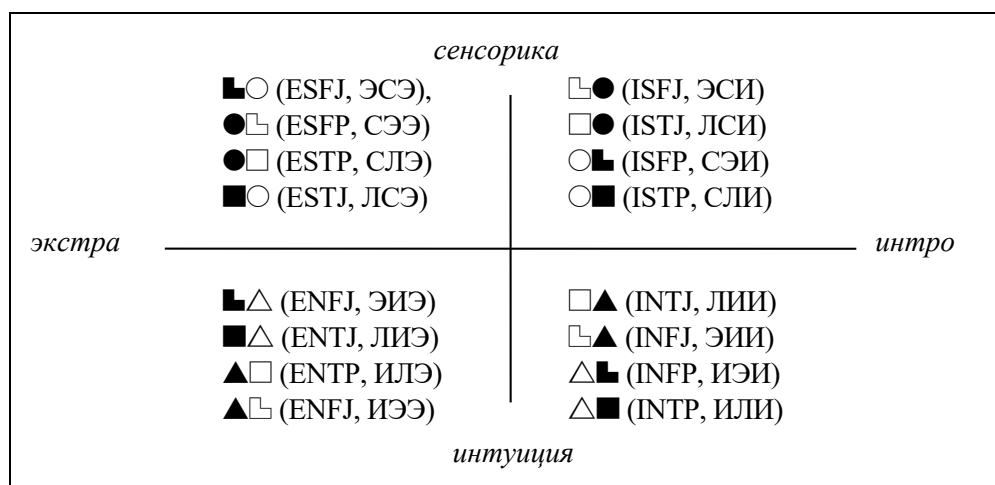 сенсорика
(ESFJ, ЭСЭ),
(ESFP, СЭЭ)
(ESTP, СЛЭ)
(ESTJ, ЛСЭ)
(ISFJ, ЭСИ)
(ISTJ, ЛСИ)
(ISFP, СЭИ)
(ISTP, СЛИ)
экстра
интро
(ENFJ, ЭИЭ)
(ENTJ, ЛИЭ)
(ENTP, ИЛЭ)
(ENFJ, ИЭЭ)
(INTJ, ЛИИ)
(INFJ, ЭИИ)
(INFP, ИЭИ)
(INTP, ИЛИ)
интуиция